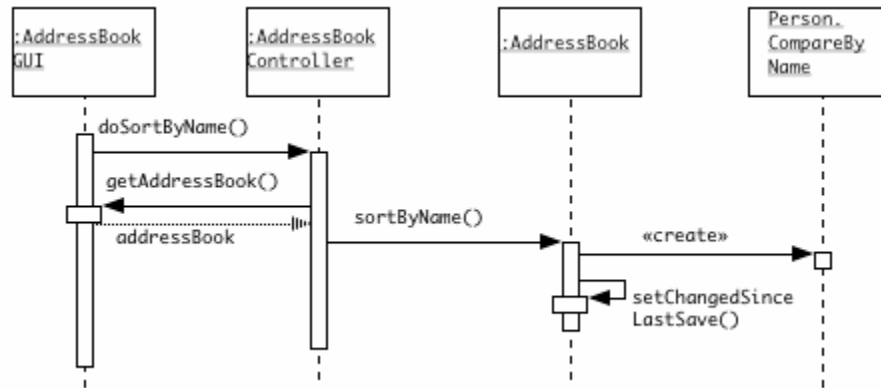 :AddressBook
GUI
:AddressBook
Controller
:AddressBook
Person.
CompareBy
Name
doSortByName()
getAddressBook()
addressBook
sortByName()
«create»
setChangedSince
LastSave()